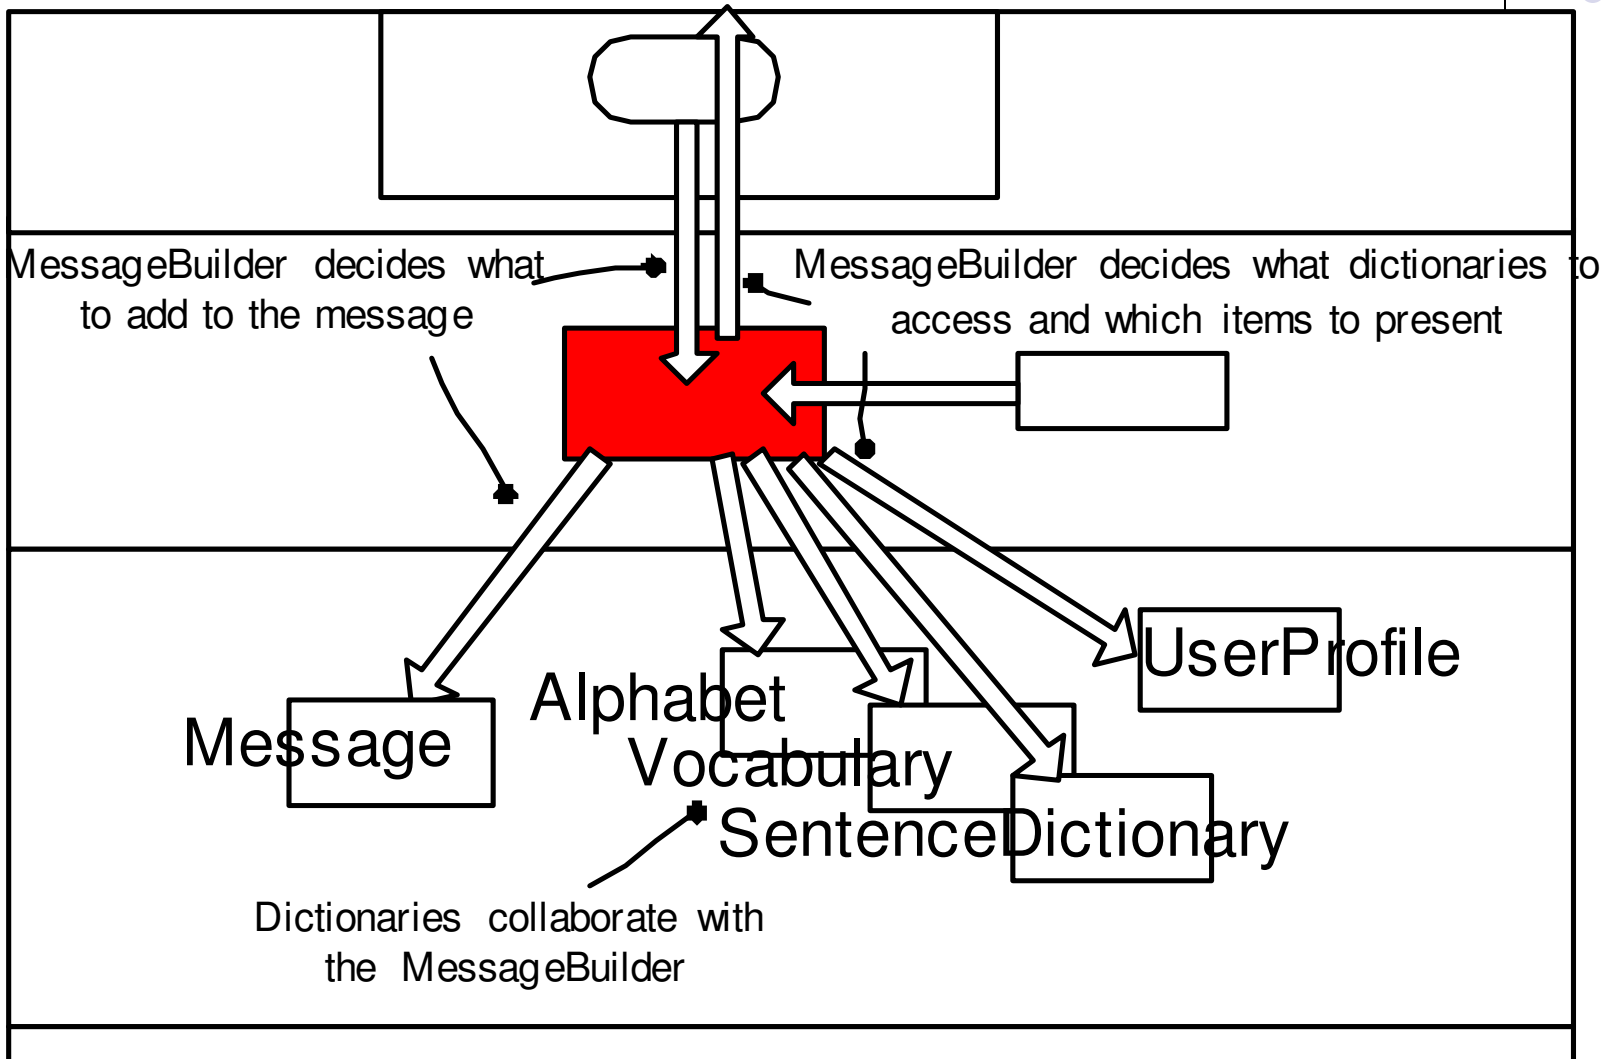 MessageBuilder decides what
to add to the message
MessageBuilder decides what dictionaries to
access and which items to present
UserProfile
Alphabet
Message
Vocabulary
SentenceDictionary
Dictionaries collaborate with
the MessageBuilder